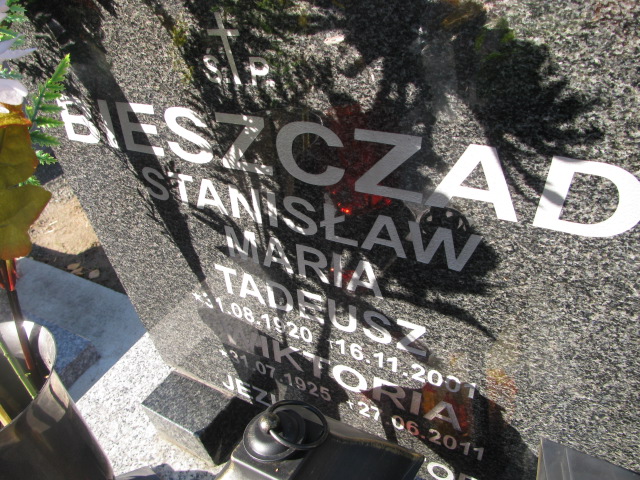 Ś.†P.
BIESZCZAD
STANISŁAW
MARIA
TADEUSZ
*31.08.1920 †16.11.2001
WIKTORIA
*21.07.1925 †27.06.2011